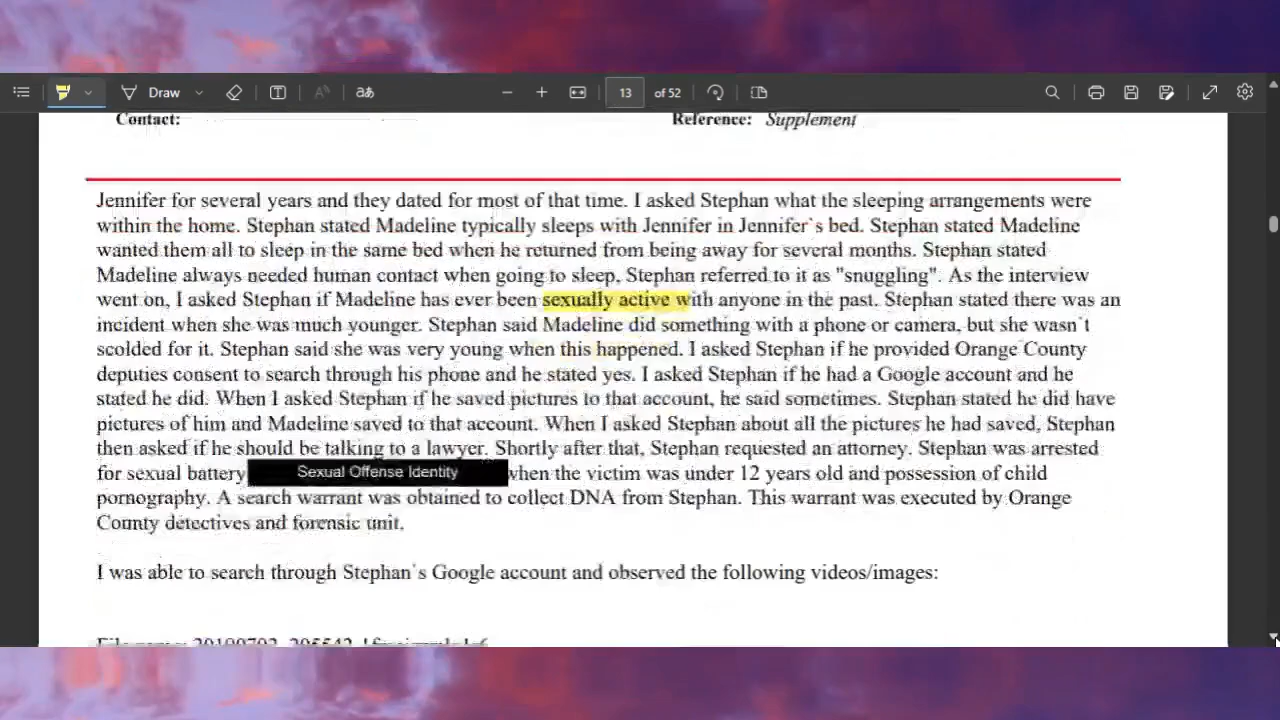 Draw
13 of 52
Contact:
Reference: Supplement
Jennifer for several years and they dated for most of that time. I asked Stephan what the sleeping arrangements were
within the home. Stephan stated Madeline typically sleeps with Jennifer in Jennifer`s bed. Stephan stated Madeline
wanted them all to sleep in the same bed when he returned from being away for several months. Stephan stated
Madeline always needed human contact when going to sleep, Stephan referred to it as "snuggling". As the interview
went on, I asked Stephan if Madeline has ever been sexually active with anyone in the past. Stephan stated there was an
incident when she was much younger. Stephan said Madeline did something with a phone or camera, but she wasn`t
scolded for it. Stephan said she was very young when this happened. I asked Stephan if he provided Orange County
deputies consent to search through his phone and he stated yes. I asked Stephan if he had a Google account and he
stated he did. When I asked Stephan if he saved pictures to that account, he said sometimes. Stephan stated he did have
pictures of him and Madeline saved to that account. When I asked Stephan about all the pictures he had saved, Stephan
then asked if he should be talking to a lawyer. Shortly after that, Stephan requested an attorney. Stephan was arrested
for sexual battery Sexual Offense Identity when the victim was under 12 years old and possession of child
pornography. A search warrant was obtained to collect DNA from Stephan. This warrant was executed by Orange
County detectives and forensic unit.
I was able to search through Stephan`s Google account and observed the following videos/images: